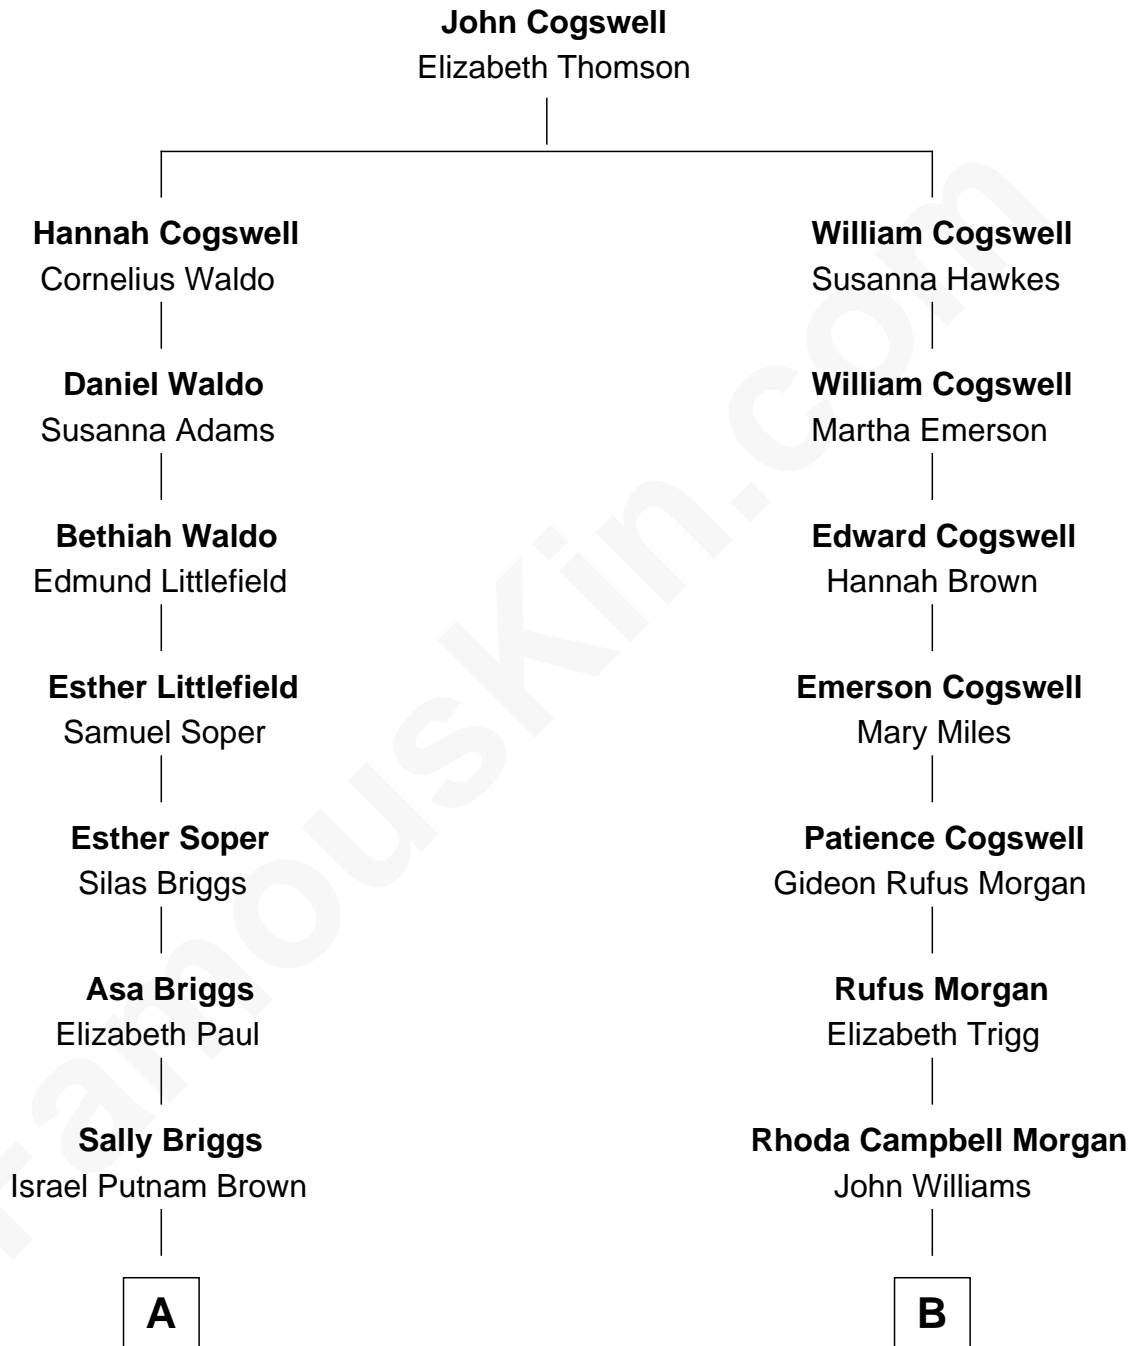 John Cogswell
Elizabeth Thomson
Hannah Cogswell
Cornelius Waldo
William Cogswell
Susanna Hawkes
Daniel Waldo
Susanna Adams
William Cogswell
Martha Emerson
Bethiah Waldo
Edmund Littlefield
Edward Cogswell
Hannah Brown
Esther Littlefield
Samuel Soper
Emerson Cogswell
Mary Miles
Esther Soper
Silas Briggs
Patience Cogswell
Gideon Rufus Morgan
Asa Briggs
Elizabeth Paul
Rufus Morgan
Elizabeth Trigg
Sally Briggs
Israel Putnam Brown
Rhoda Campbell Morgan
John Williams
A
B
FamousKin.com